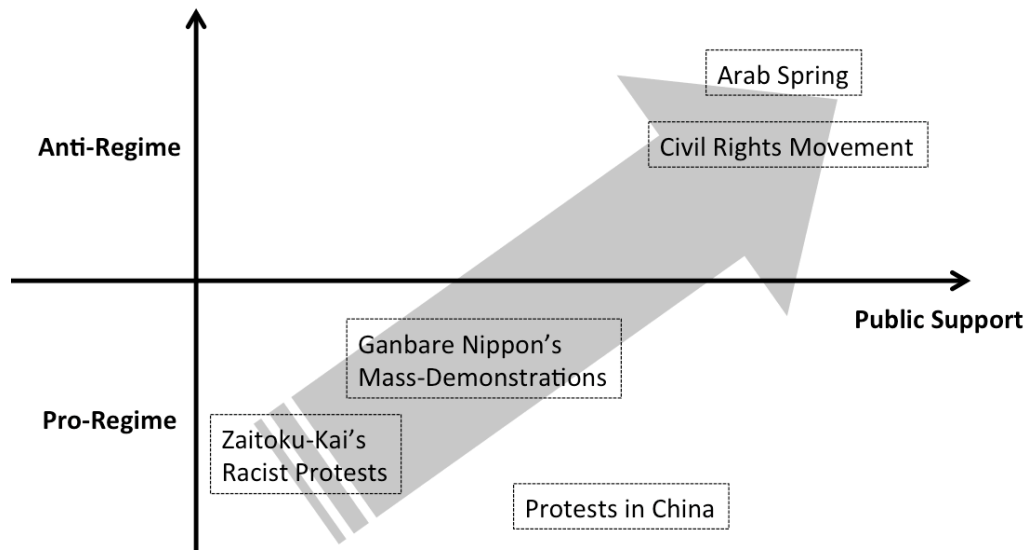 Arab Spring
Anti-Regime
Civil Rights Movement
Public Support
Ganbare Nippon’s
Mass-Demonstrations
Pro-Regime
Zaitoku-Kai’s
Racist Protests
Protests in China